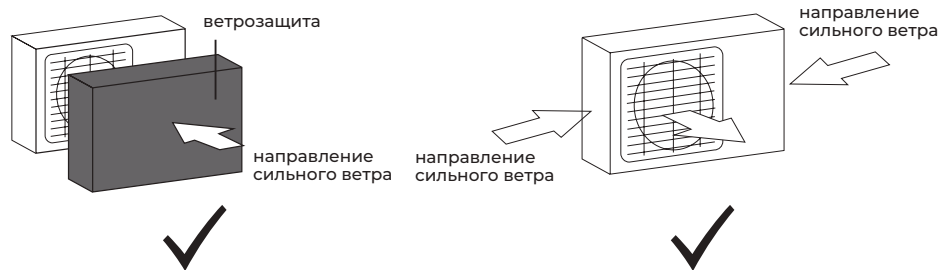 ветрозащита
направление
сильного ветра
направление
сильного ветра
направление
сильного ветра